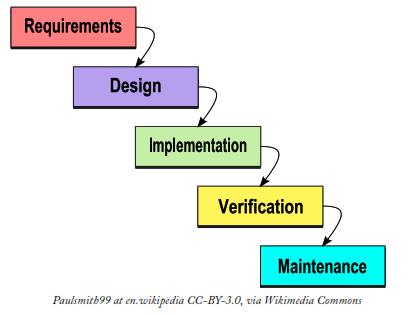 Requirements
Design
Implementation
Verification
Maintenance
Paulsmith99 at en.wikipedia CC-BY-3.0, via Wikimedia Commons